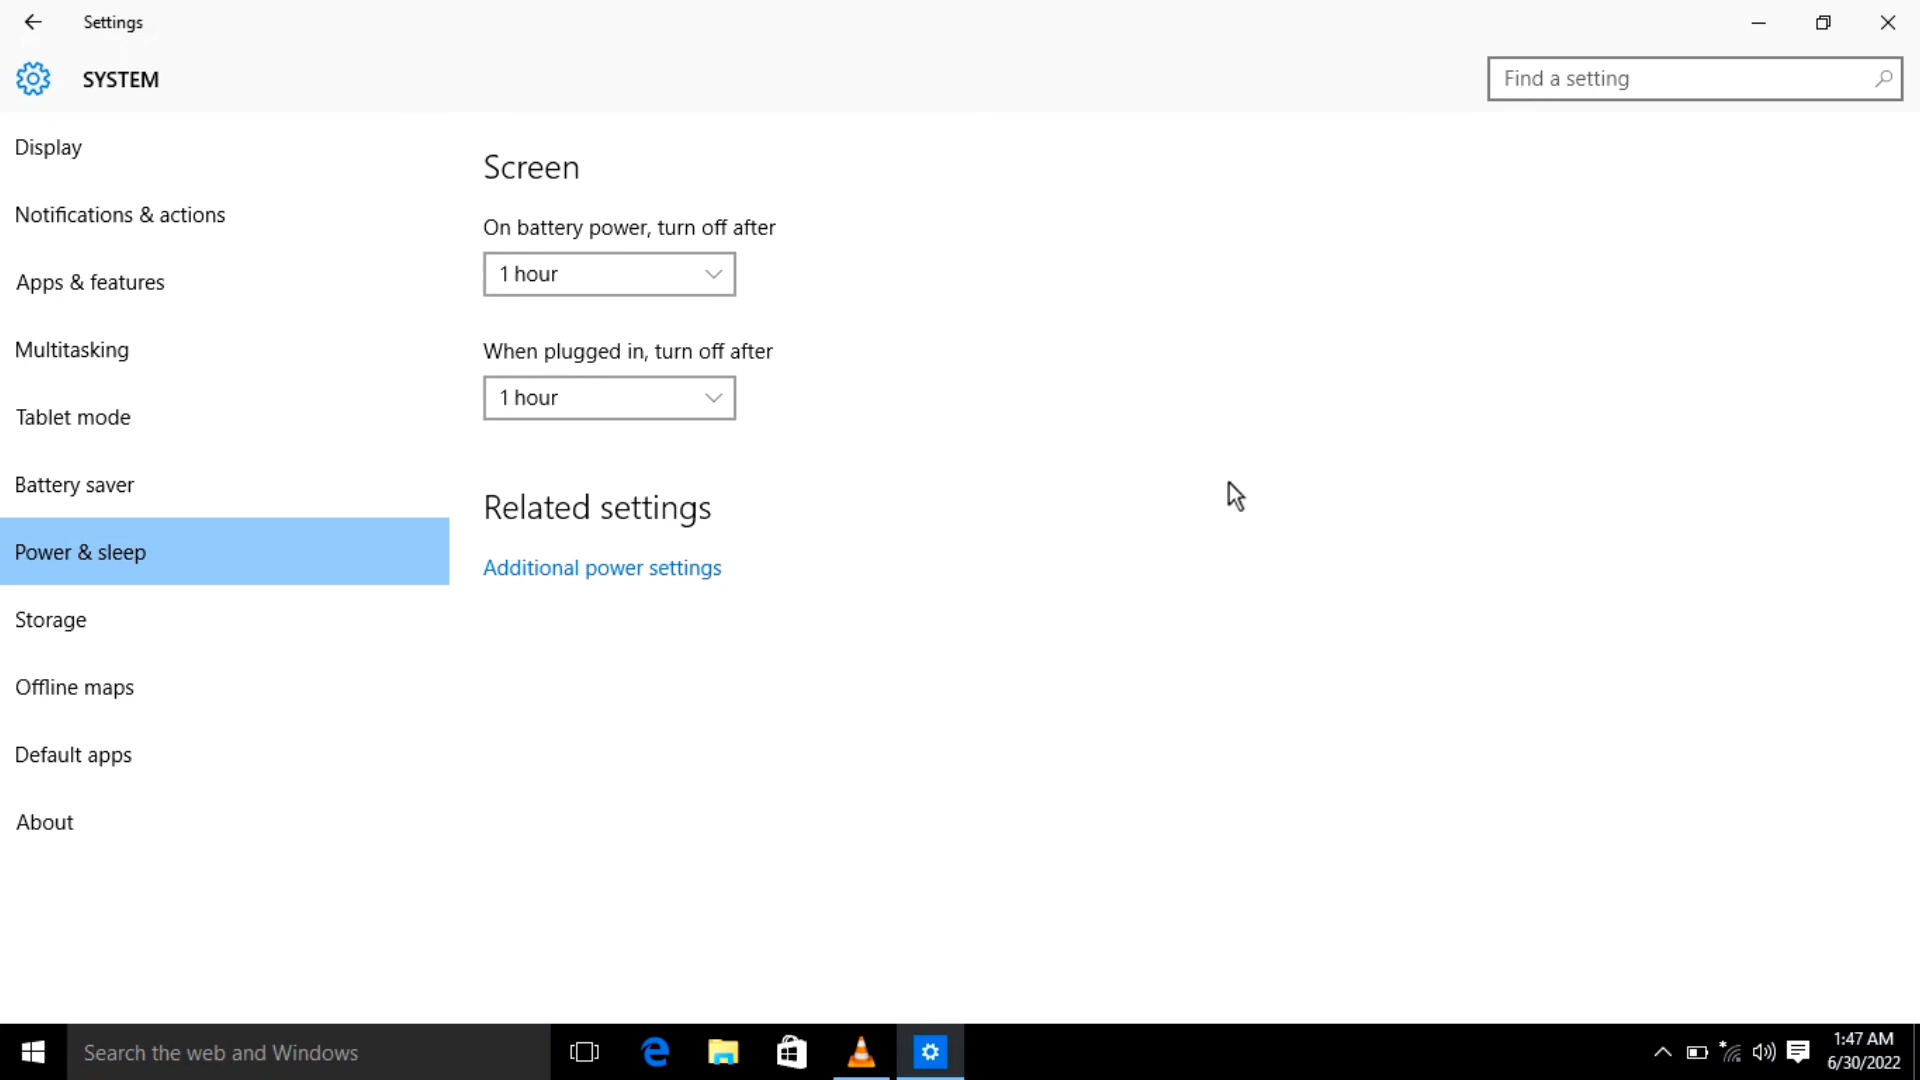 Settings
SYSTEM
Find a setting
Display
Notifications & actions
Apps & features
Multitasking
Tablet mode
Battery saver
Power & sleep
Storage
Offline maps
Default apps
About
Screen
On battery power, turn off after
1 hour
When plugged in, turn off after
1 hour
Related settings
Additional power settings
Search the web and Windows
1:47 AM
6/30/2022